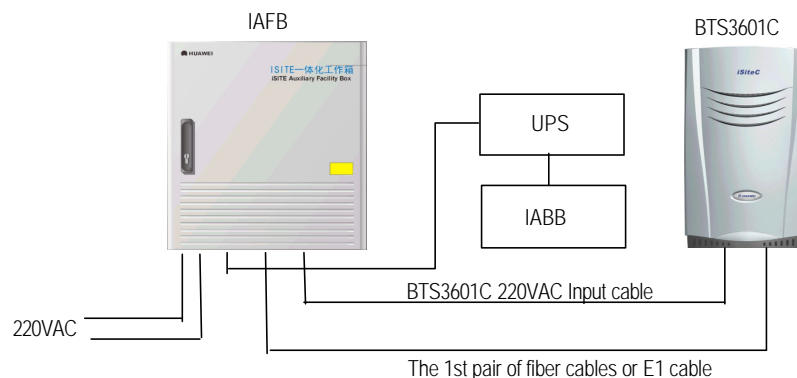 IAFB
BTS3601C
HUAWEI
ISITE一体化工作箱
iSITE Auxiliary Facility Box
iSiteC
UPS
IABB
BTS3601C 220VAC Input cable
220VAC
The 1st pair of fiber cables or E1 cable